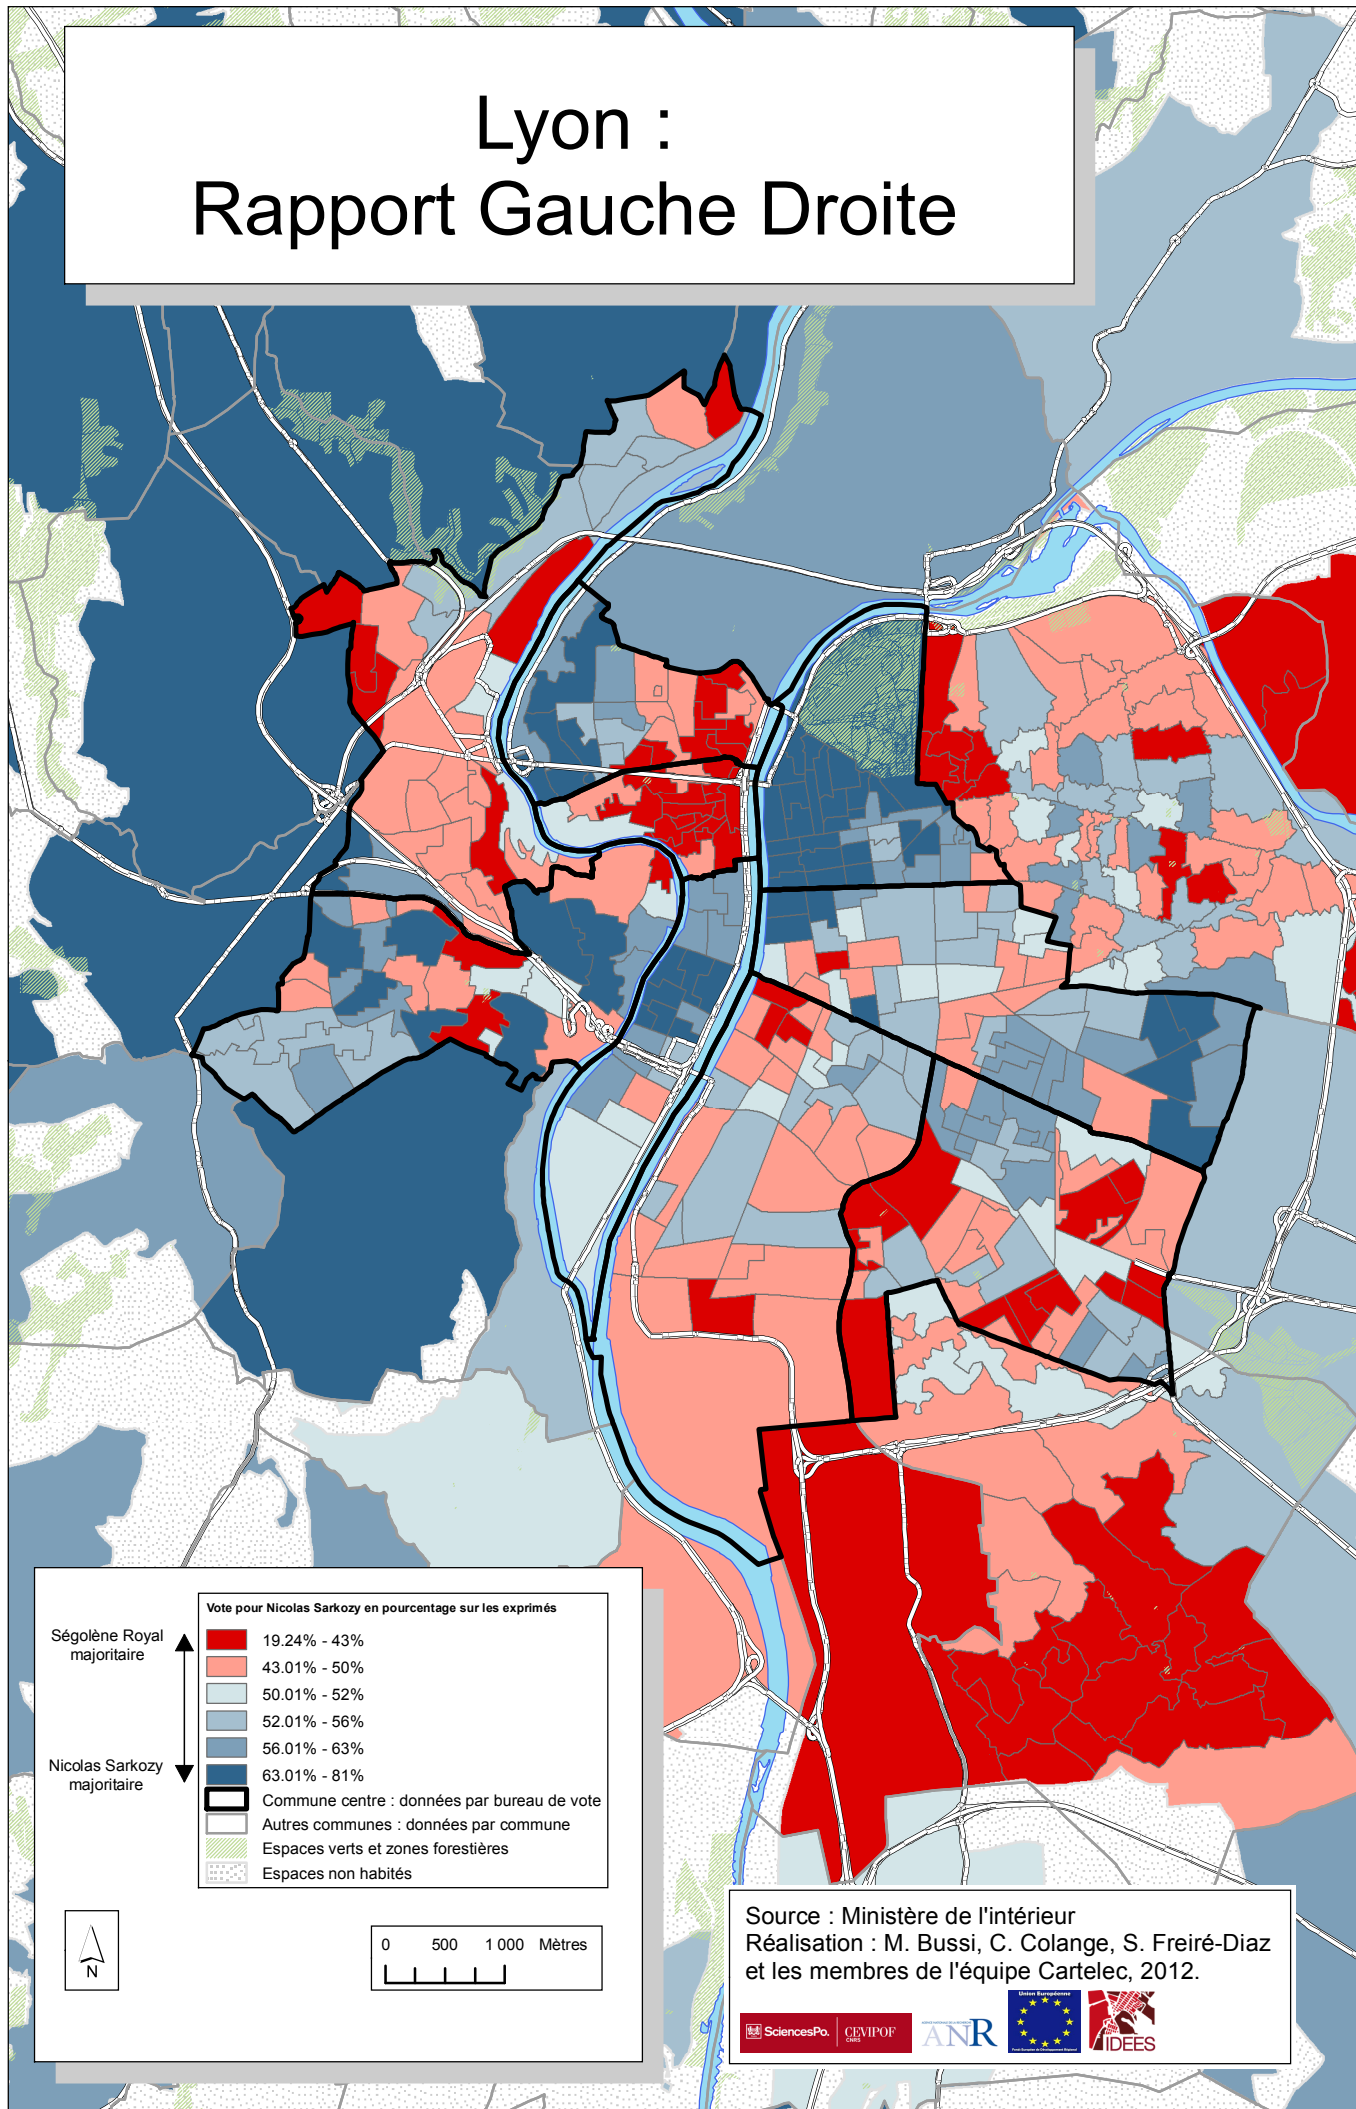 Lyon :
Rapport Gauche Droite
Vote pour Nicolas Sarkozy en pourcentage sur les exprimés
Ségolène Royal
majoritaire
19.24% - 43%
43.01% - 50%
50.01% - 52%
52.01% - 56%
56.01% - 63%
Nicolas Sarkozy
majoritaire
63.01% - 81%
Commune centre : données par bureau de vote
Autres communes : données par commune
Espaces verts et zones forestières
Espaces non habités
N
0 500 1 000 Mètres
Source : Ministère de l'intérieur
Réalisation : M. Bussi, C. Colange, S. Freiré-Diaz
et les membres de l'équipe Cartelec, 2012.
SciencesPo.
CEVIPOF
CNRS
ANR
Union Européenne
IDEES